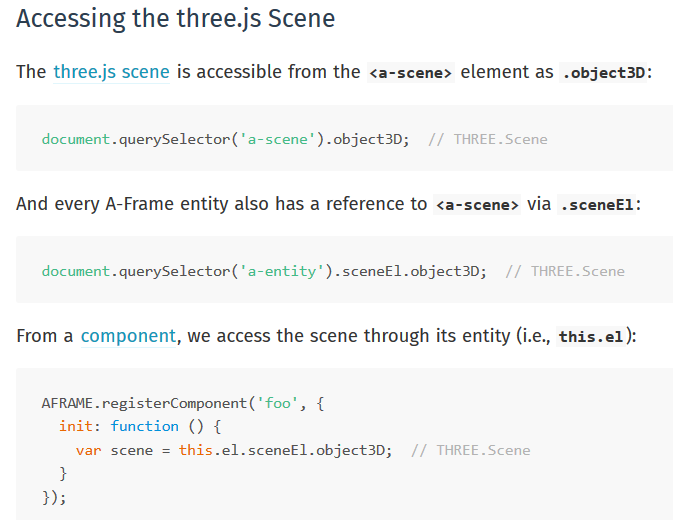 Accessing the three.js Scene
The three.js scene is accessible from the <a-scene> element as .object3D:
document.querySelector('a-scene').object3D;  // THREE.Scene
And every A-Frame entity also has a reference to <a-scene> via .sceneEl:
document.querySelector('a-entity').sceneEl.object3D;  // THREE.Scene
From a component, we access the scene through its entity (i.e., this.el):
AFRAME.registerComponent('foo', {
  init: function () {
    var scene = this.el.sceneEl.object3D;  // THREE.Scene
  }
});